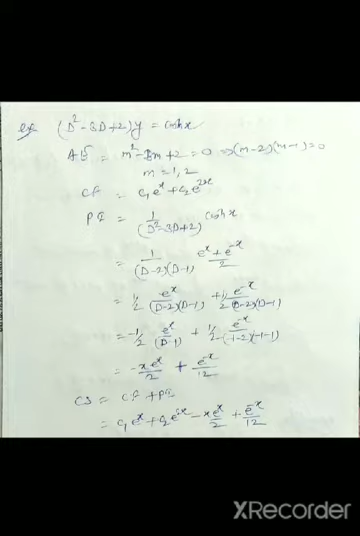 ex (D²-3D+2)y = coshx
AE = m²-3m+2=0 ⇒(m-2)(m-1)=0
m=1,2
CF = c₁eˣ+c₂e²ˣ
PI = 1/(D²-3D+2) coshx
= 1/(D-2)(D-1) (eˣ+e⁻ˣ)/2
= ½ eˣ/(D-2)(D-1) + ½ e⁻ˣ/(D-2)(D-1)
= -½ eˣ/(D-1) + ½ e⁻ˣ/(-1-2)(-1-1)
= -xeˣ/2 + e⁻ˣ/12
CS = CF+PI
= c₁eˣ+c₂e²ˣ-xeˣ/2+e⁻ˣ/12
XRecorder